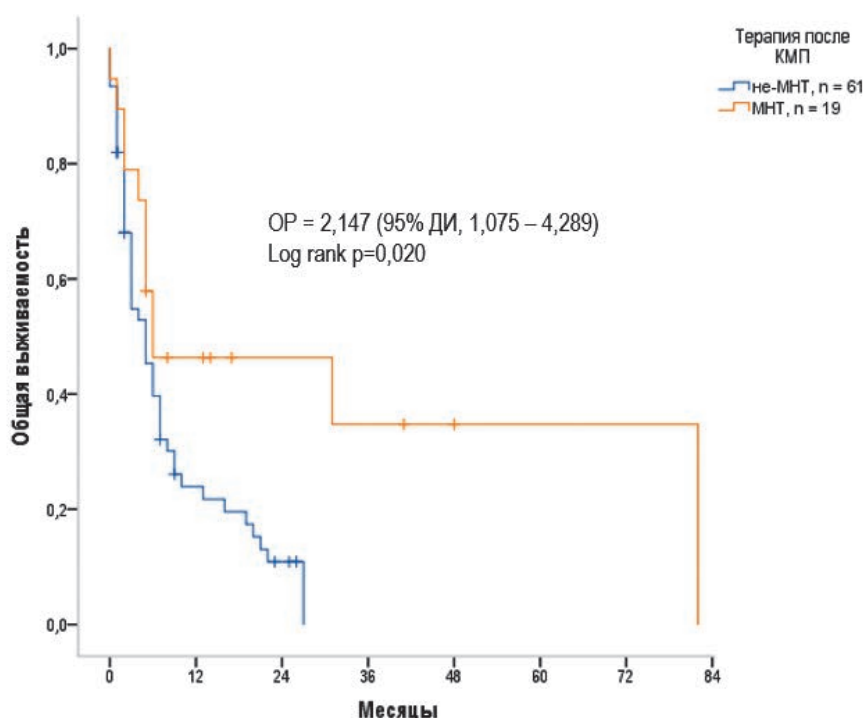 Терапия после
КМП
не-МНТ, n = 61
МНТ, n = 19
ОР = 2,147 (95% ДИ, 1,075 – 4,289)
Log rank p=0,020
Общая выживаемость
1,0
0,8
0,6
0,4
0,2
0,0
0 12 24 36 48 60 72 84
Месяцы